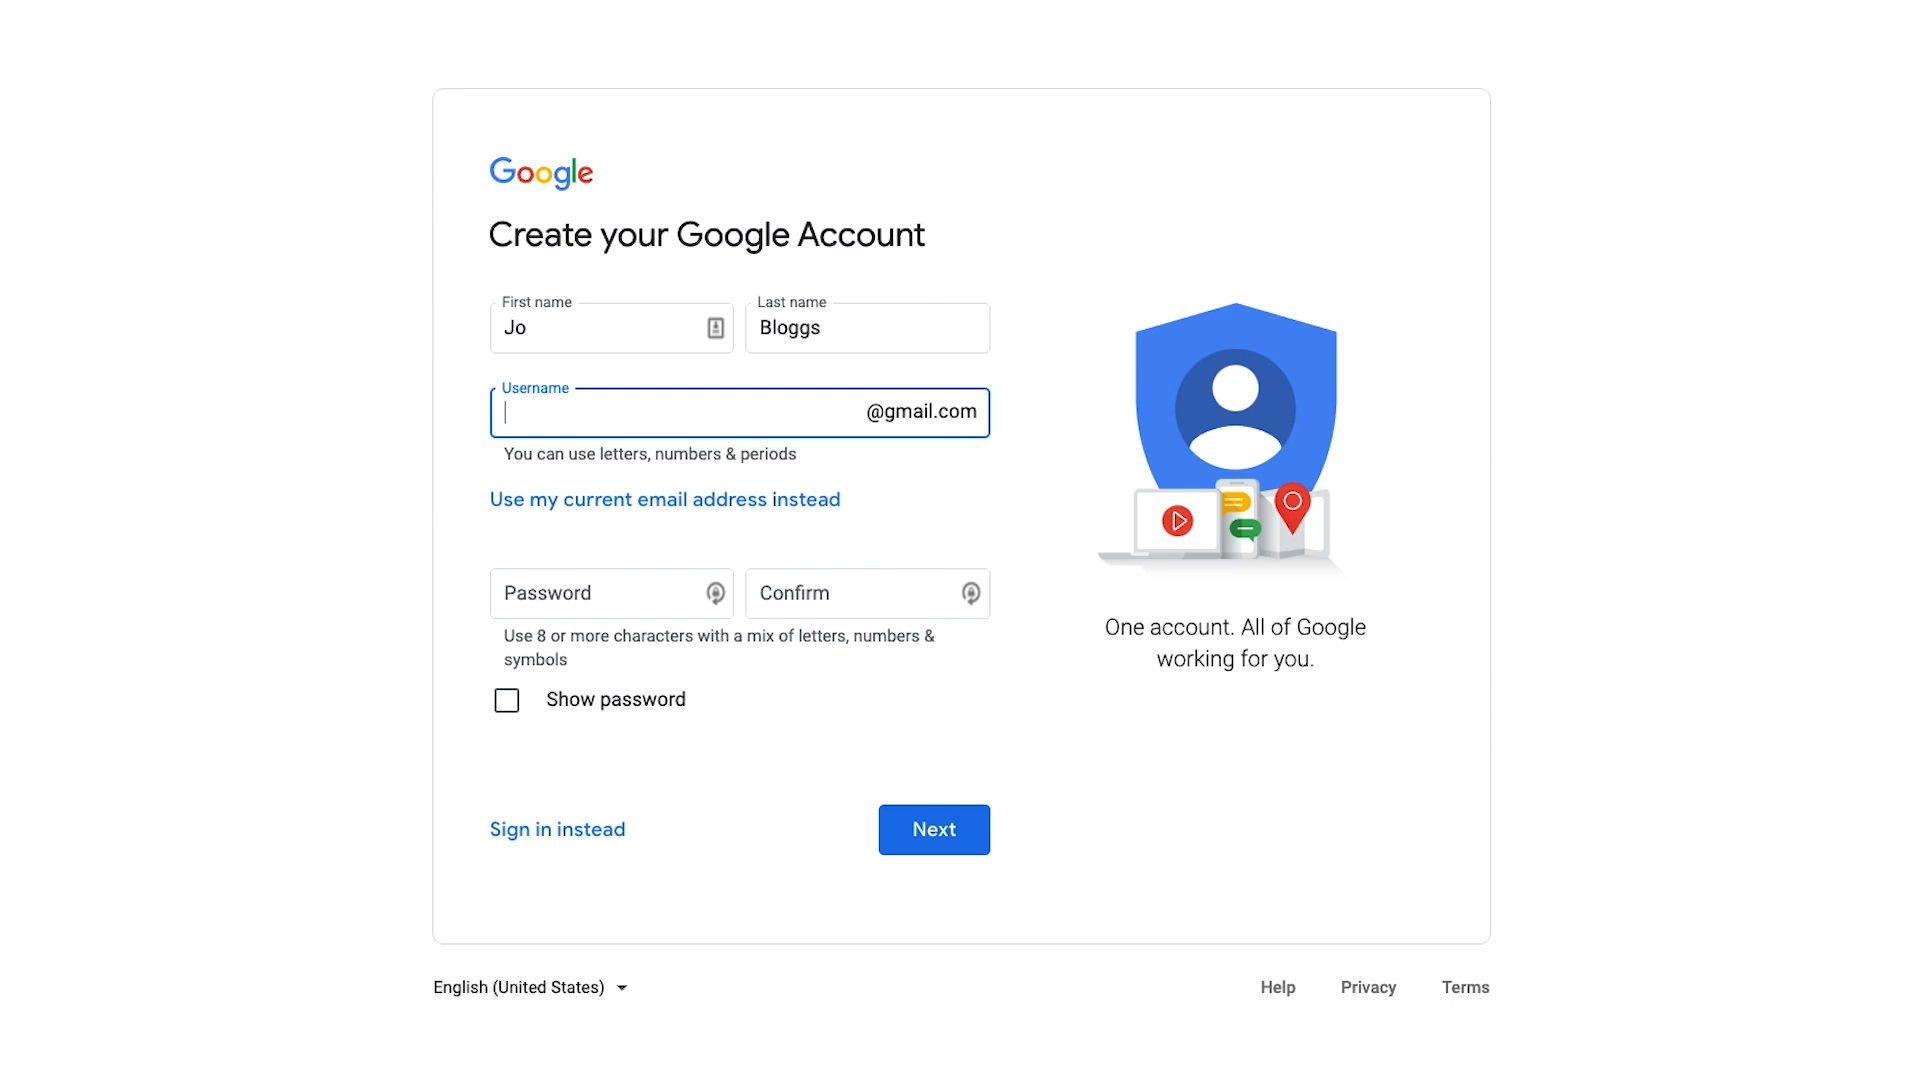 Google
Create your Google Account
First name
Last name
Jo
Bloggs
Username
@gmail.com
You can use letters, numbers & periods
Use my current email address instead
Password
Confirm
Use 8 or more characters with a mix of letters, numbers &
symbols
Show password
Sign in instead
Next
One account. All of Google
working for you.
English (United States)
Help
Privacy
Terms